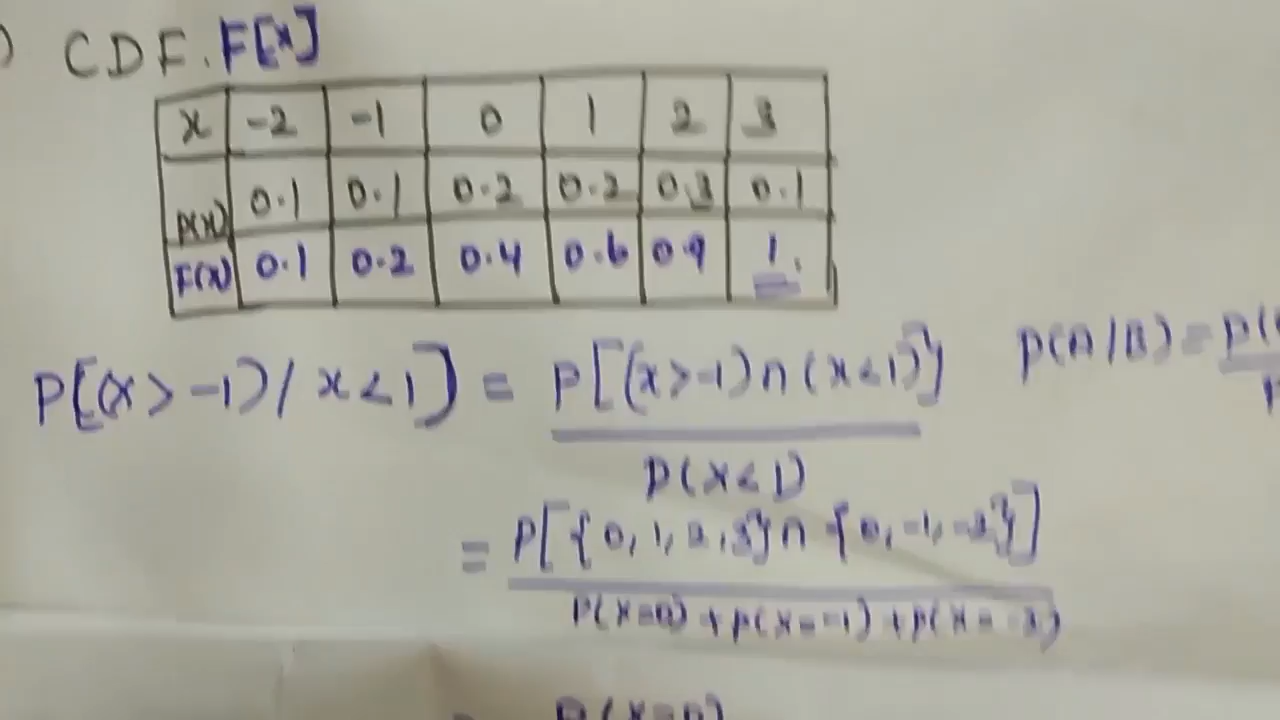 ) CDF. F[x]
x -2 -1 0 1 2 3
P(x) 0.1 0.1 0.2 0.2 0.3 0.1
F(x) 0.1 0.2 0.4 0.6 0.9 1.
P[(x>-1)/x<1] = P[(x>-1)∩(x<1)] P(A/B) = P(
P(x<1)
= P[{0,1,2,3}∩{0,-1,-2}]
P(x=0)+P(x=-1)+P(x=-2)
= P(x=0)